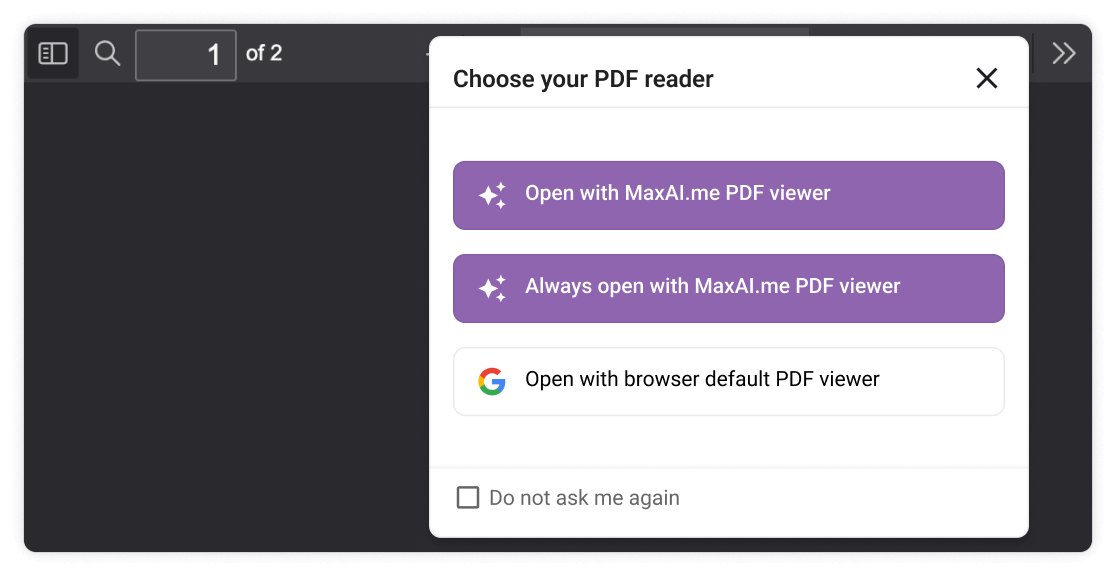 1 of 2
Choose your PDF reader
Open with MaxAI.me PDF viewer
Always open with MaxAI.me PDF viewer
Open with browser default PDF viewer
Do not ask me again